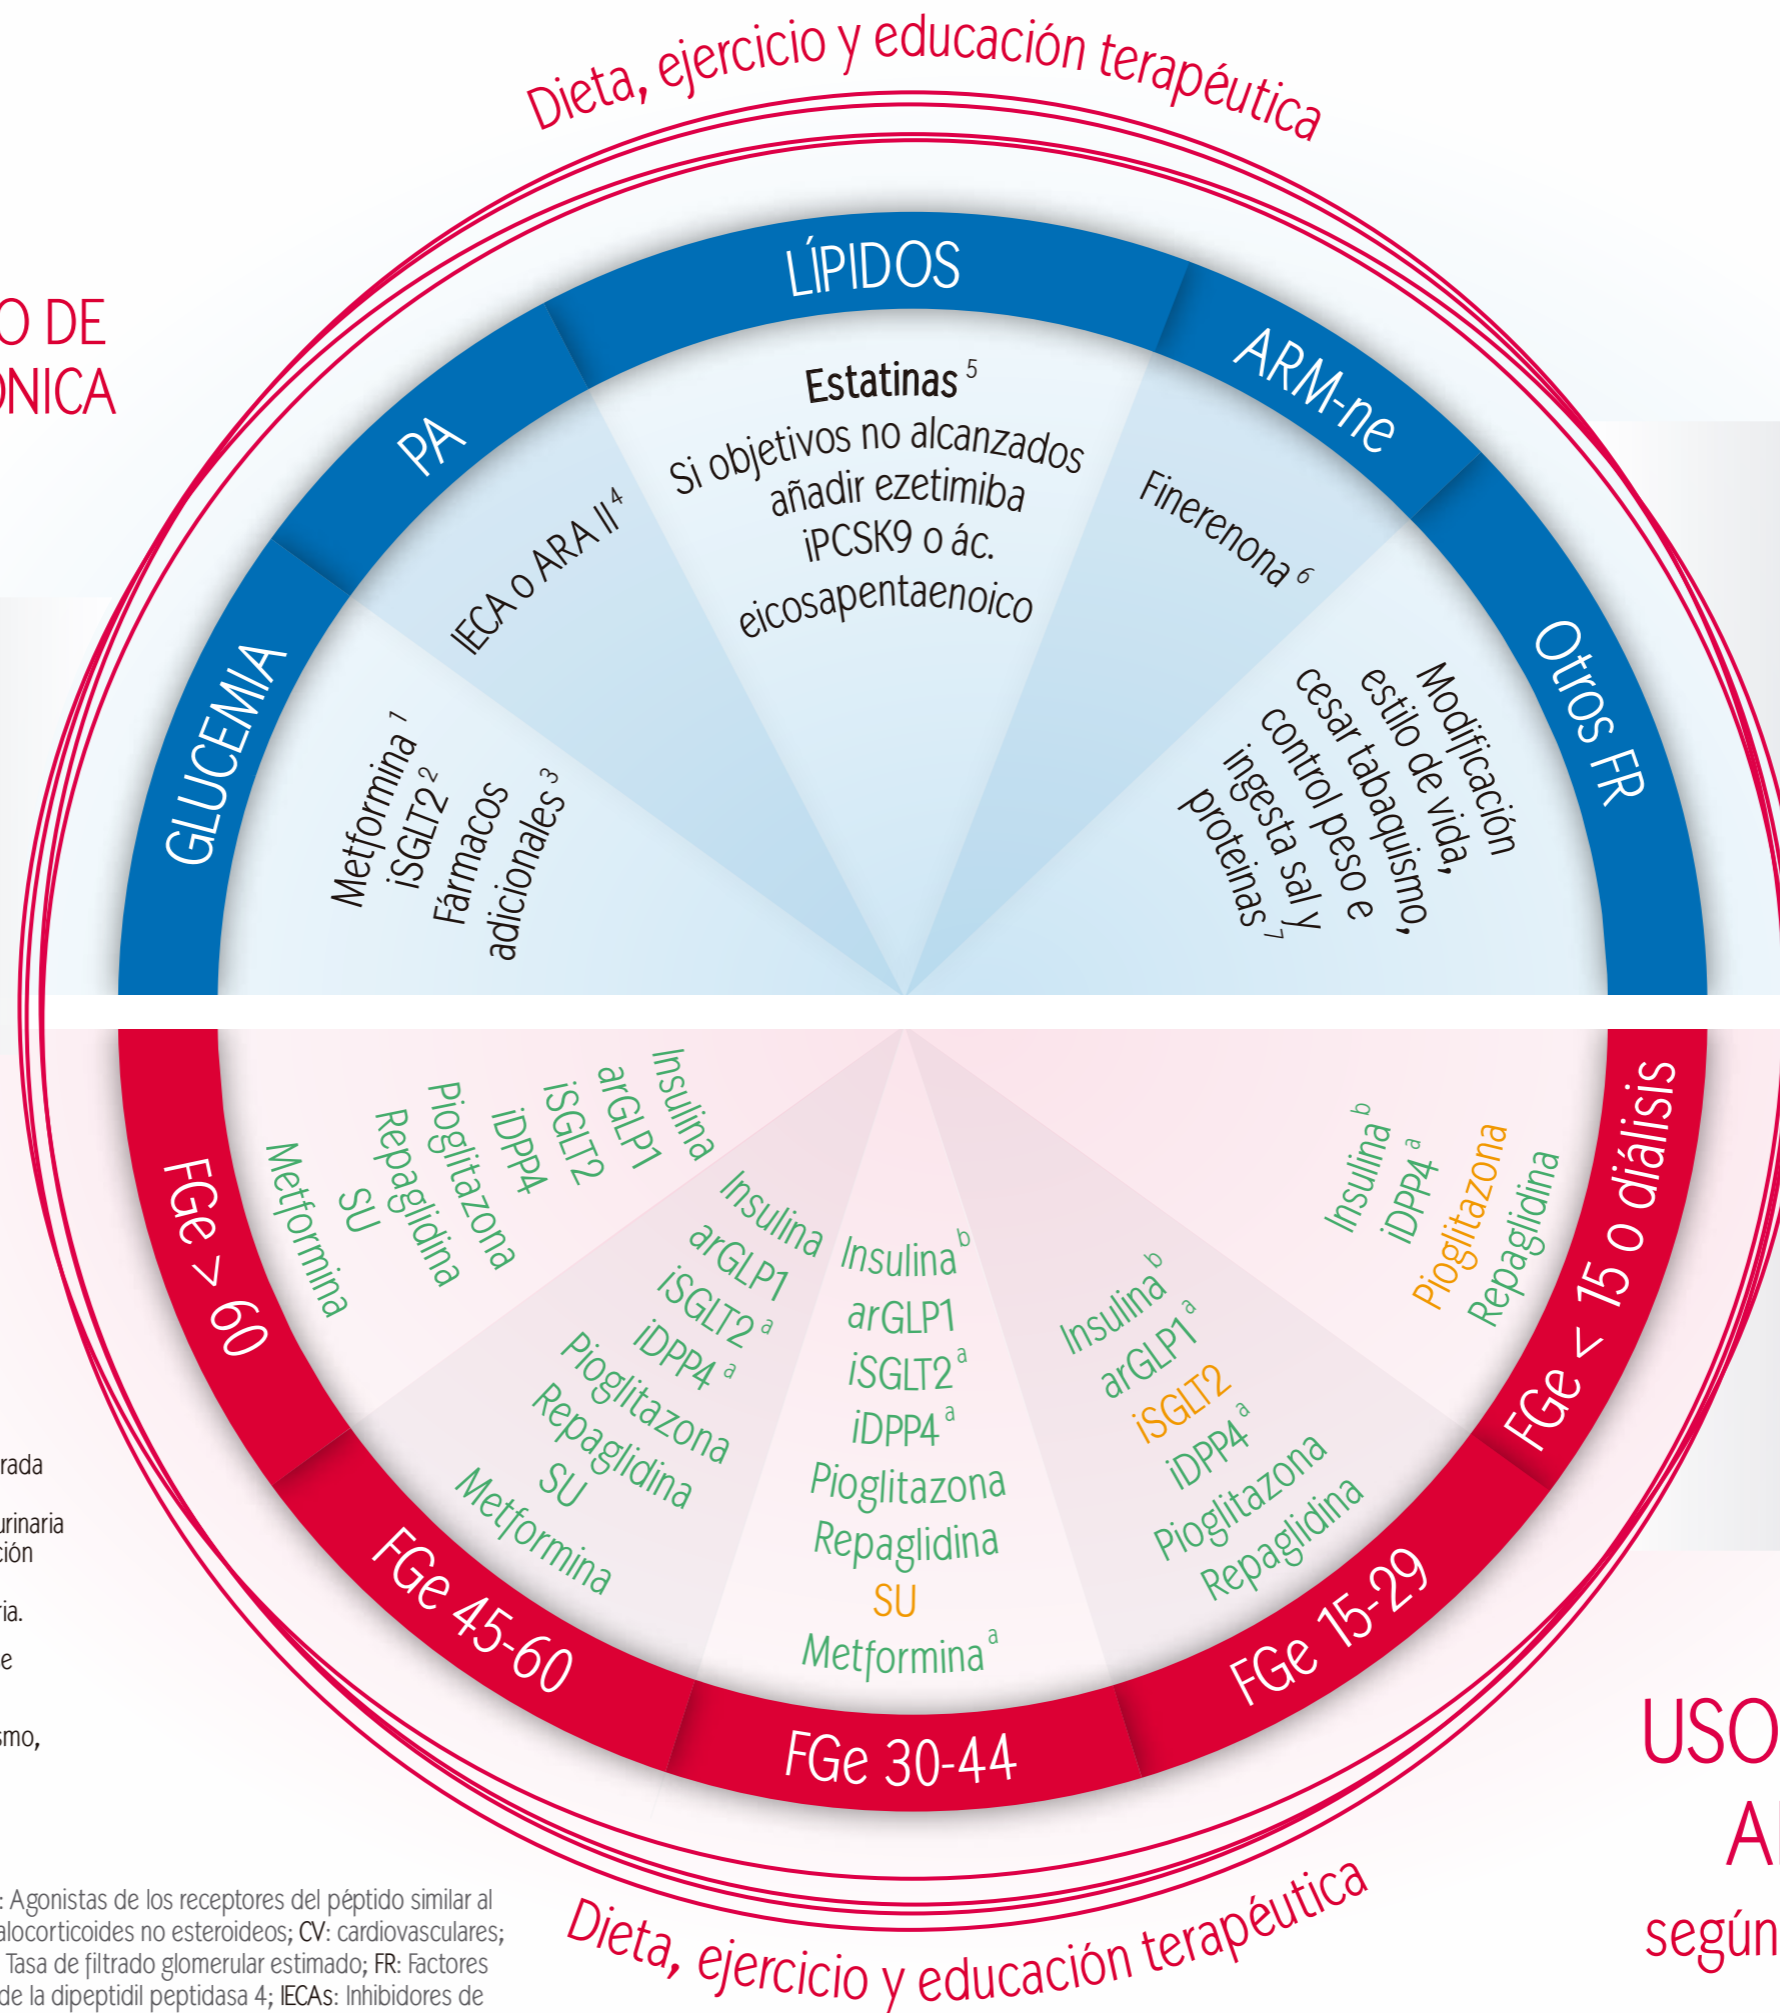 Dieta, ejercicio y educación terapéutica
O DE
ÓNICA
GLUCEMIA
Metformina 1
iSGLT2 2
Fármacos
adicionales 3
PA
IECA o ARA II 4
LÍPIDOS
Estatinas 5
Si objetivos no alcanzados
añadir ezetimiba
iPCSK9 o ác.
eicosapentaenoico
ARM-ne
Finerenona 6
Otros FR
Modificación
estilo de vida,
cesar tabaquismo,
control peso e
ingesta sal y
proteinas 7
FGe > 60
Insulina
arGLP1
iSGLT2
iDPP4
Pioglitazona
Repaglidina
SU
Metformina
FGe 45-60
Insulina
arGLP1
iSGLT2 a
iDPP4 a
Pioglitazona
Repaglidina
SU
Metformina
FGe 30-44
Insulina b
arGLP1
iSGLT2 a
iDPP4 a
Pioglitazona
Repaglidina
SU
Metformina a
FGe 15-29
Insulina b
arGLP1 a
iSGLT2
iDPP4 a
Pioglitazona
Repaglidina
FGe < 15 o diálisis
Insulina b
iDPP4 a
Pioglitazona
Repaglidina
rada
urinaria
ción
ria.
e
smo,
USO
según
: Agonistas de los receptores del péptido similar al
alocorticoides no esteroideos; CV: cardiovasculares;
: Tasa de filtrado glomerular estimado; FR: Factores
de la dipeptidil peptidasa 4; IECAs: Inhibidores de
Dieta, ejercicio y educación terapéutica